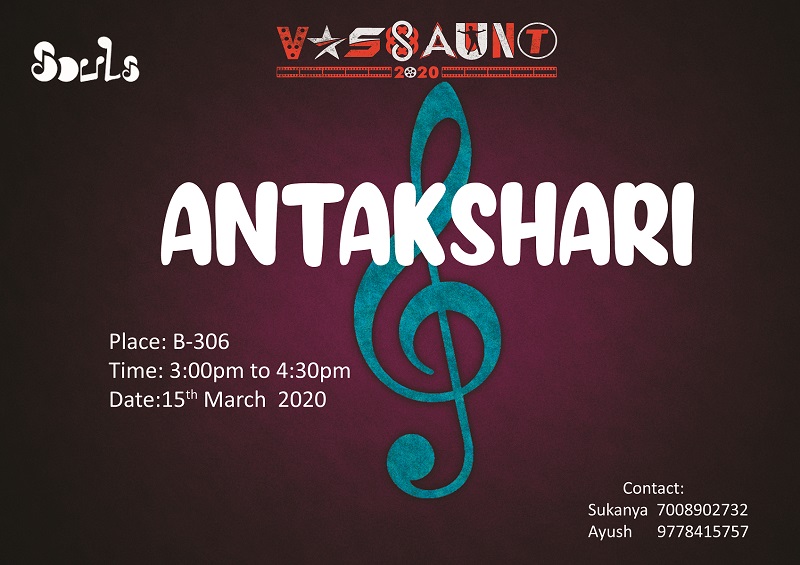 Souls
VASSAUNT
2020
ANTAKSHARI
Place: B-306
Time: 3:00pm to 4:30pm
Date:15th March 2020
Contact:
Sukanya 7008902732
Ayush 9778415757